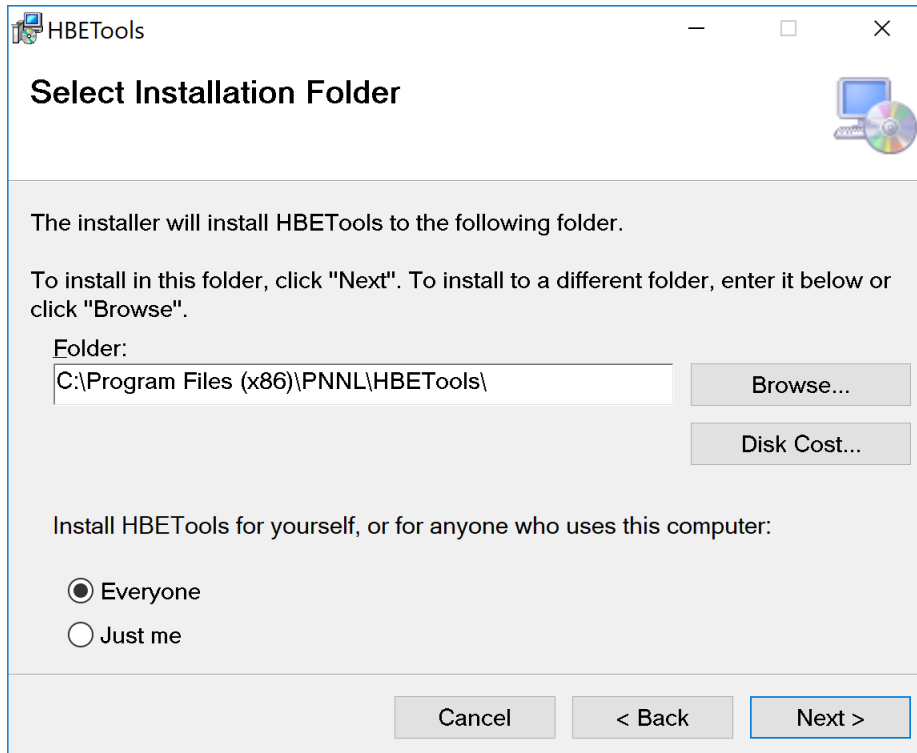 HBETools
Select Installation Folder
The installer will install HBETools to the following folder.
To install in this folder, click "Next". To install to a different folder, enter it below or
click "Browse".
Folder:
C:\Program Files (x86)\PNNL\HBETools\
Browse...
Disk Cost...
Install HBETools for yourself, or for anyone who uses this computer:
Everyone
Just me
Cancel
< Back
Next >